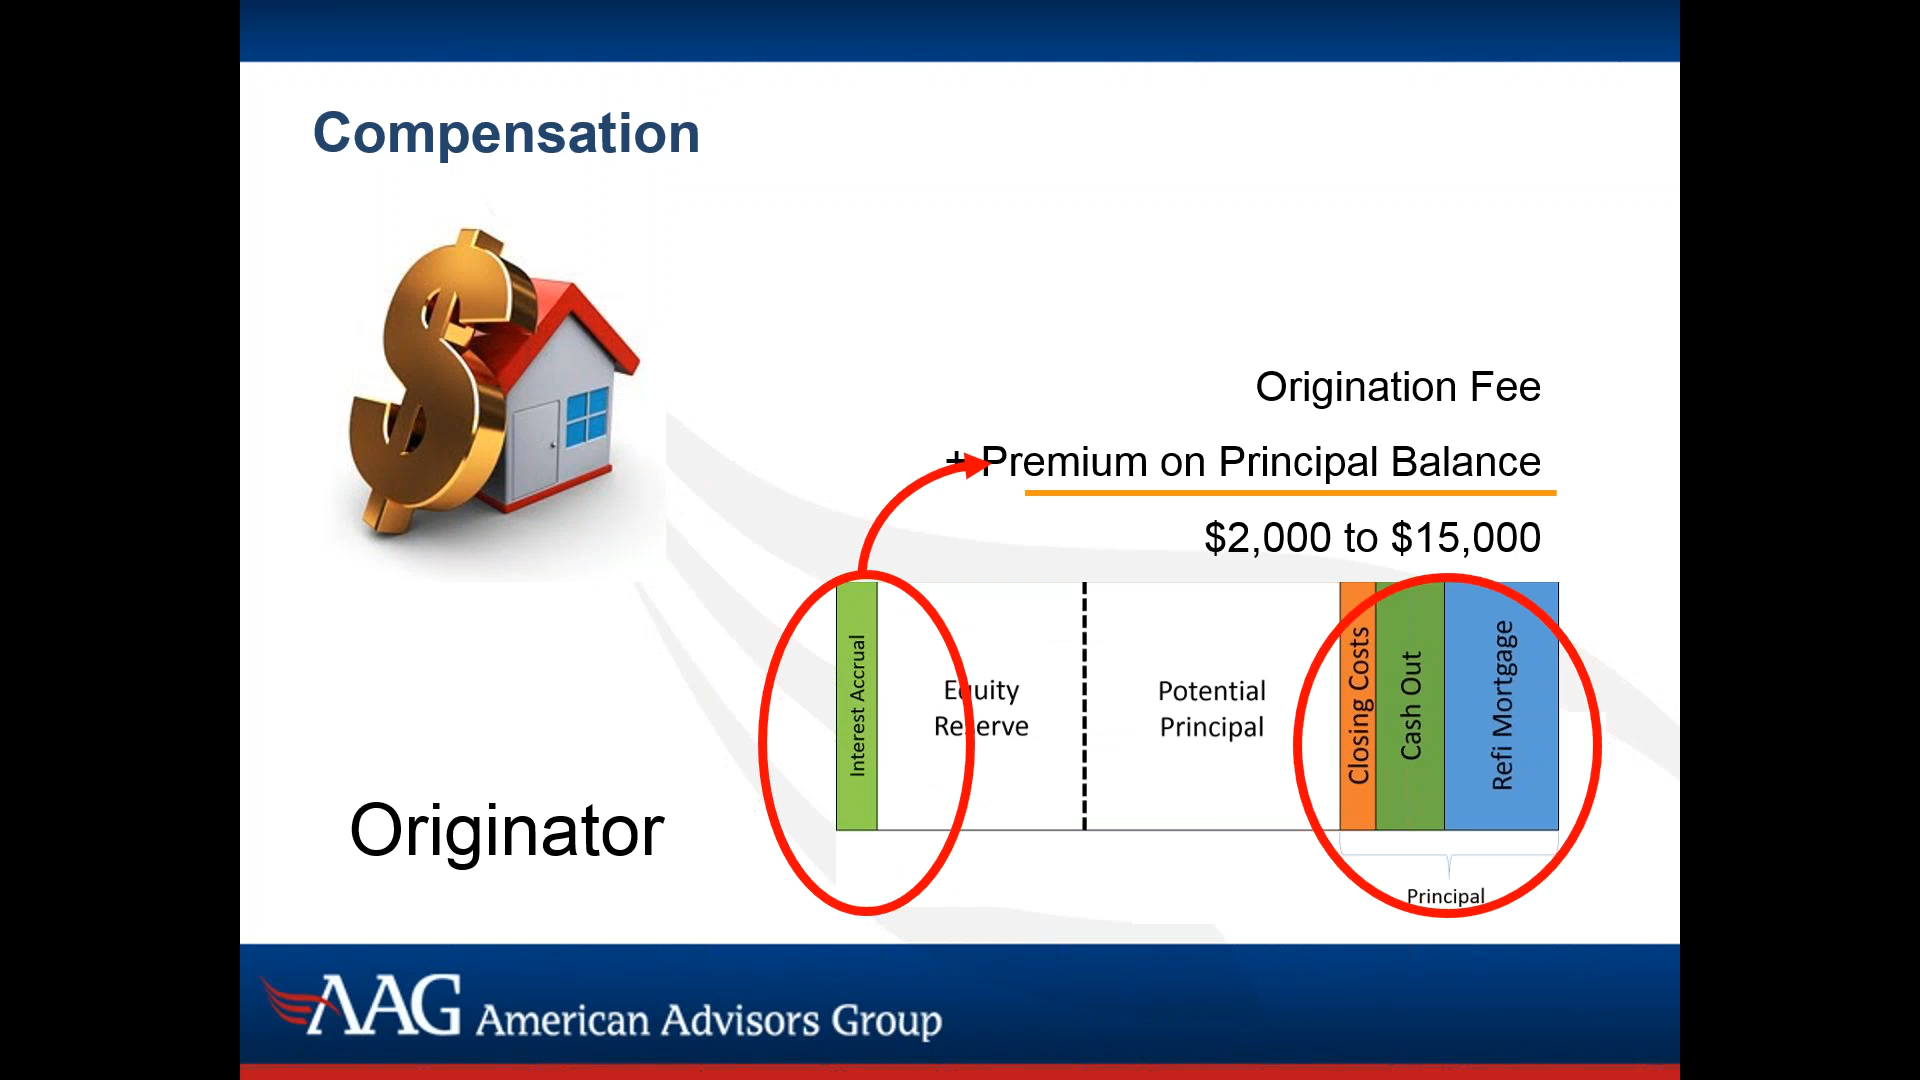 Compensation
Origination Fee
+ Premium on Principal Balance
$2,000 to $15,000
Interest Accrual
Equity
Reserve
Potential
Principal
Closing Costs
Cash Out
Refi Mortgage
Principal
Originator
AAG American Advisors Group